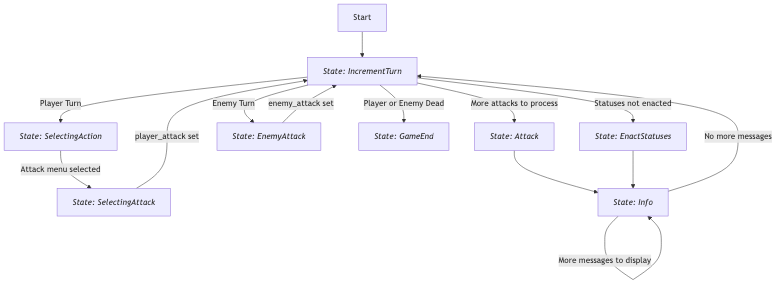 Start
State: IncrementTurn
Player Turn
Enemy Turn
enemy_attack set
Player or Enemy Dead
More attacks to process
Statuses not enacted
State: SelectingAction
player_attack set
State: EnemyAttack
State: GameEnd
State: Attack
State: EnactStatuses
No more messages
Attack menu selected
State: SelectingAttack
State: Info
More messages to display